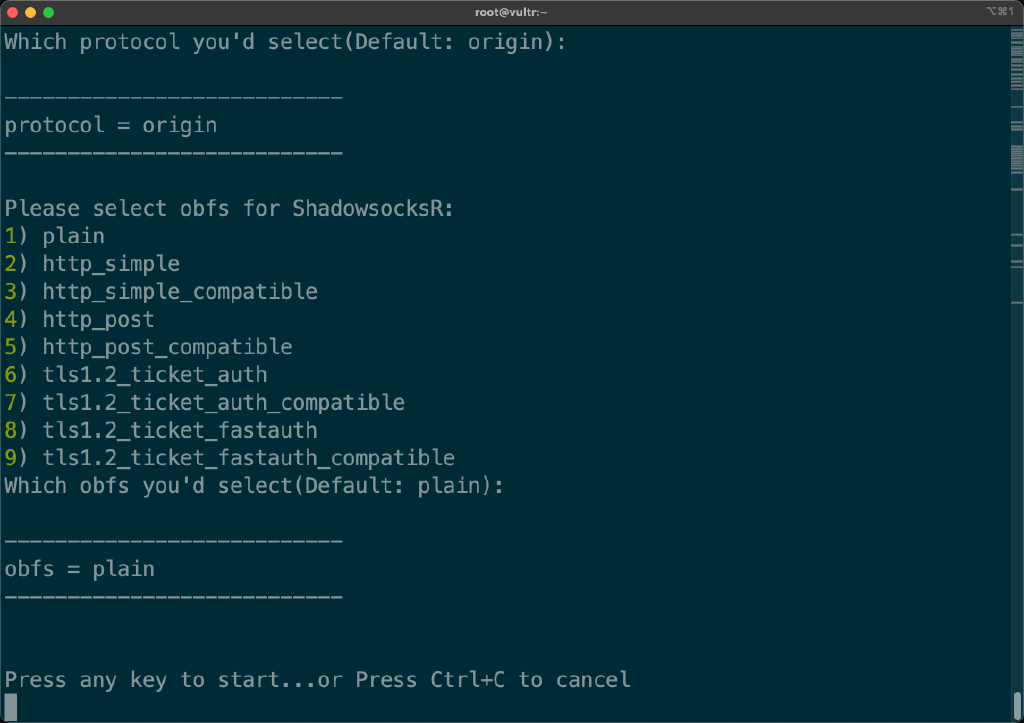 root@vultr:~
⌥⌘1
Which protocol you'd select(Default: origin):
---------------------------
protocol = origin
---------------------------
Please select obfs for ShadowsocksR:
1) plain
2) http_simple
3) http_simple_compatible
4) http_post
5) http_post_compatible
6) tls1.2_ticket_auth
7) tls1.2_ticket_auth_compatible
8) tls1.2_ticket_fastauth
9) tls1.2_ticket_fastauth_compatible
Which obfs you'd select(Default: plain):
---------------------------
obfs = plain
---------------------------
Press any key to start...or Press Ctrl+C to cancel